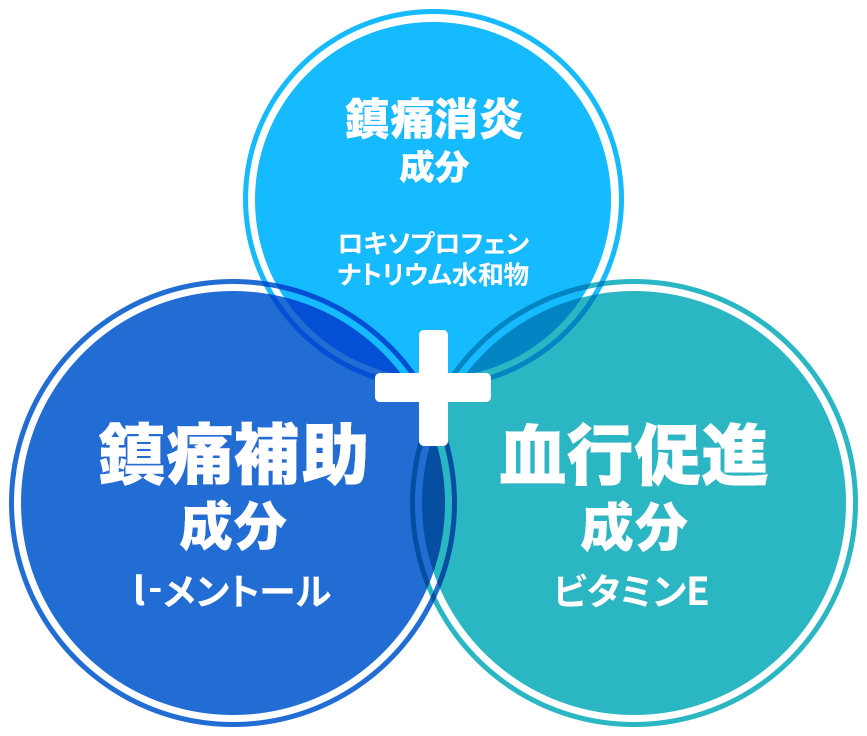 鎮痛消炎
成分
ロキソプロフェン
ナトリウム水和物
鎮痛補助
成分
l-メントール
血行促進
成分
ビタミンE